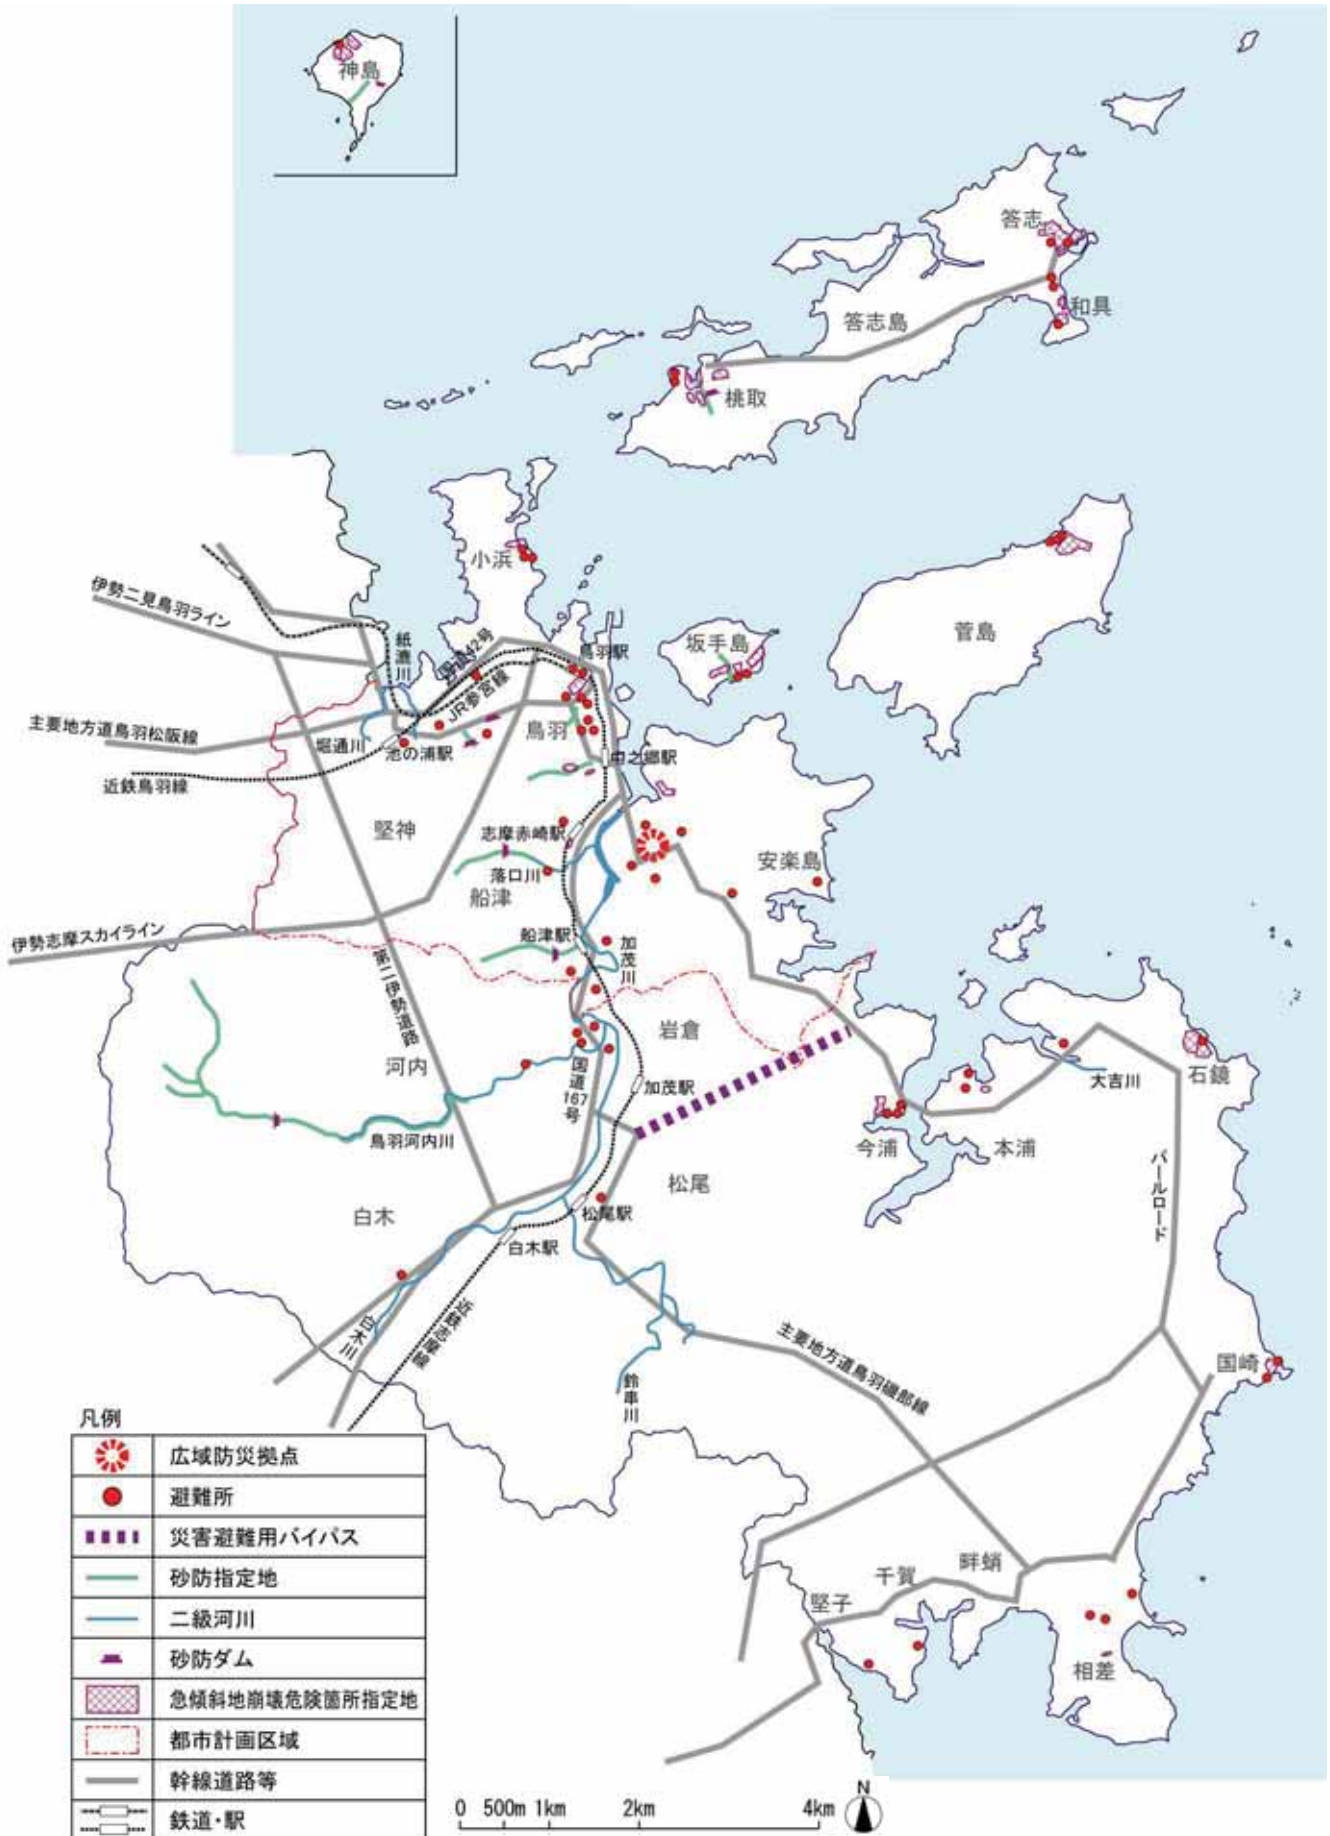 神島
答志
和具
答志島
桃取
小浜
菅島
坂手島
伊勢二見鳥羽ライン
紙漉川
国道42号
鳥羽駅
JR参宮線
主要地方道鳥羽松阪線
堀通川
池の浦駅
鳥羽
中之郷駅
近鉄鳥羽線
堅神
志摩赤崎駅
安楽島
落口川
船津
伊勢志摩スカイライン
船津駅
加茂川
第二伊勢道路
岩倉
河内
国道167号
加茂駅
大吉川
石鏡
鳥羽河内川
今浦
本浦
パールロード
松尾
白木
松尾駅
白木駅
近鉄志摩線
白木川
主要地方道鳥羽磯部線
国崎
鈴串川
畔蛸
千賀
堅子
相差
凡例
広域防災拠点
避難所
災害避難用バイパス
砂防指定地
二級河川
砂防ダム
急傾斜地崩壊危険箇所指定地
都市計画区域
幹線道路等
鉄道・駅
0 500m 1km 2km 4km
N